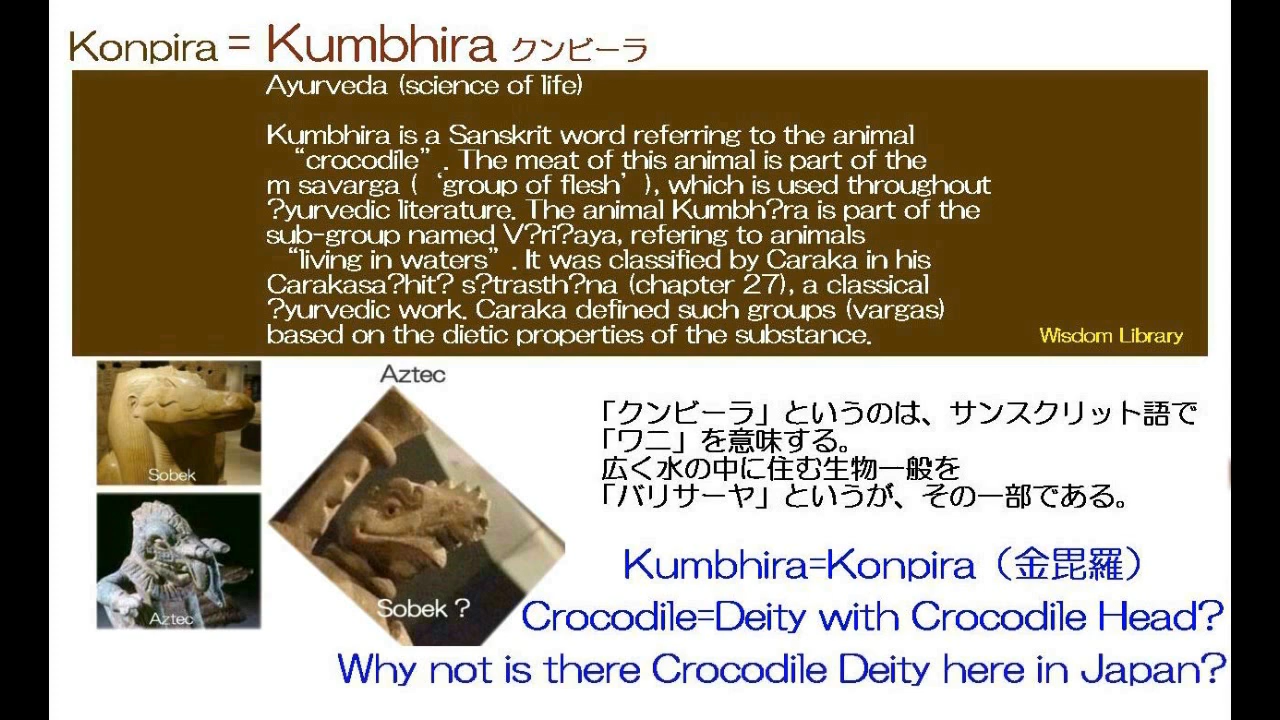 Konpira = Kumbhira クンビーラ
Ayurveda (science of life)
Kumbhira is a Sanskrit word referring to the animal
“crocodile”. The meat of this animal is part of the
m savarga (‘group of flesh’), which is used throughout
?yurvedic literature. The animal Kumbh?ra is part of the
sub-group named V?ri?aya, refering to animals
“living in waters”. It was classified by Caraka in his
Carakasa?hit? s?trasth?na (chapter 27), a classical
?yurvedic work. Caraka defined such groups (vargas)
based on the dietic properties of the substance.
Wisdom Library
Aztec
Sobek
Aztec
Sobek ?
「クンビーラ」というのは、サンスクリット語で
「ワニ」を意味する。
広く水の中に住む生物一般を
「バリサーヤ」というが、その一部である。
Kumbhira=Konpira（金毘羅）
Crocodile=Deity with Crocodile Head?
Why not is there Crocodile Deity here in Japan?